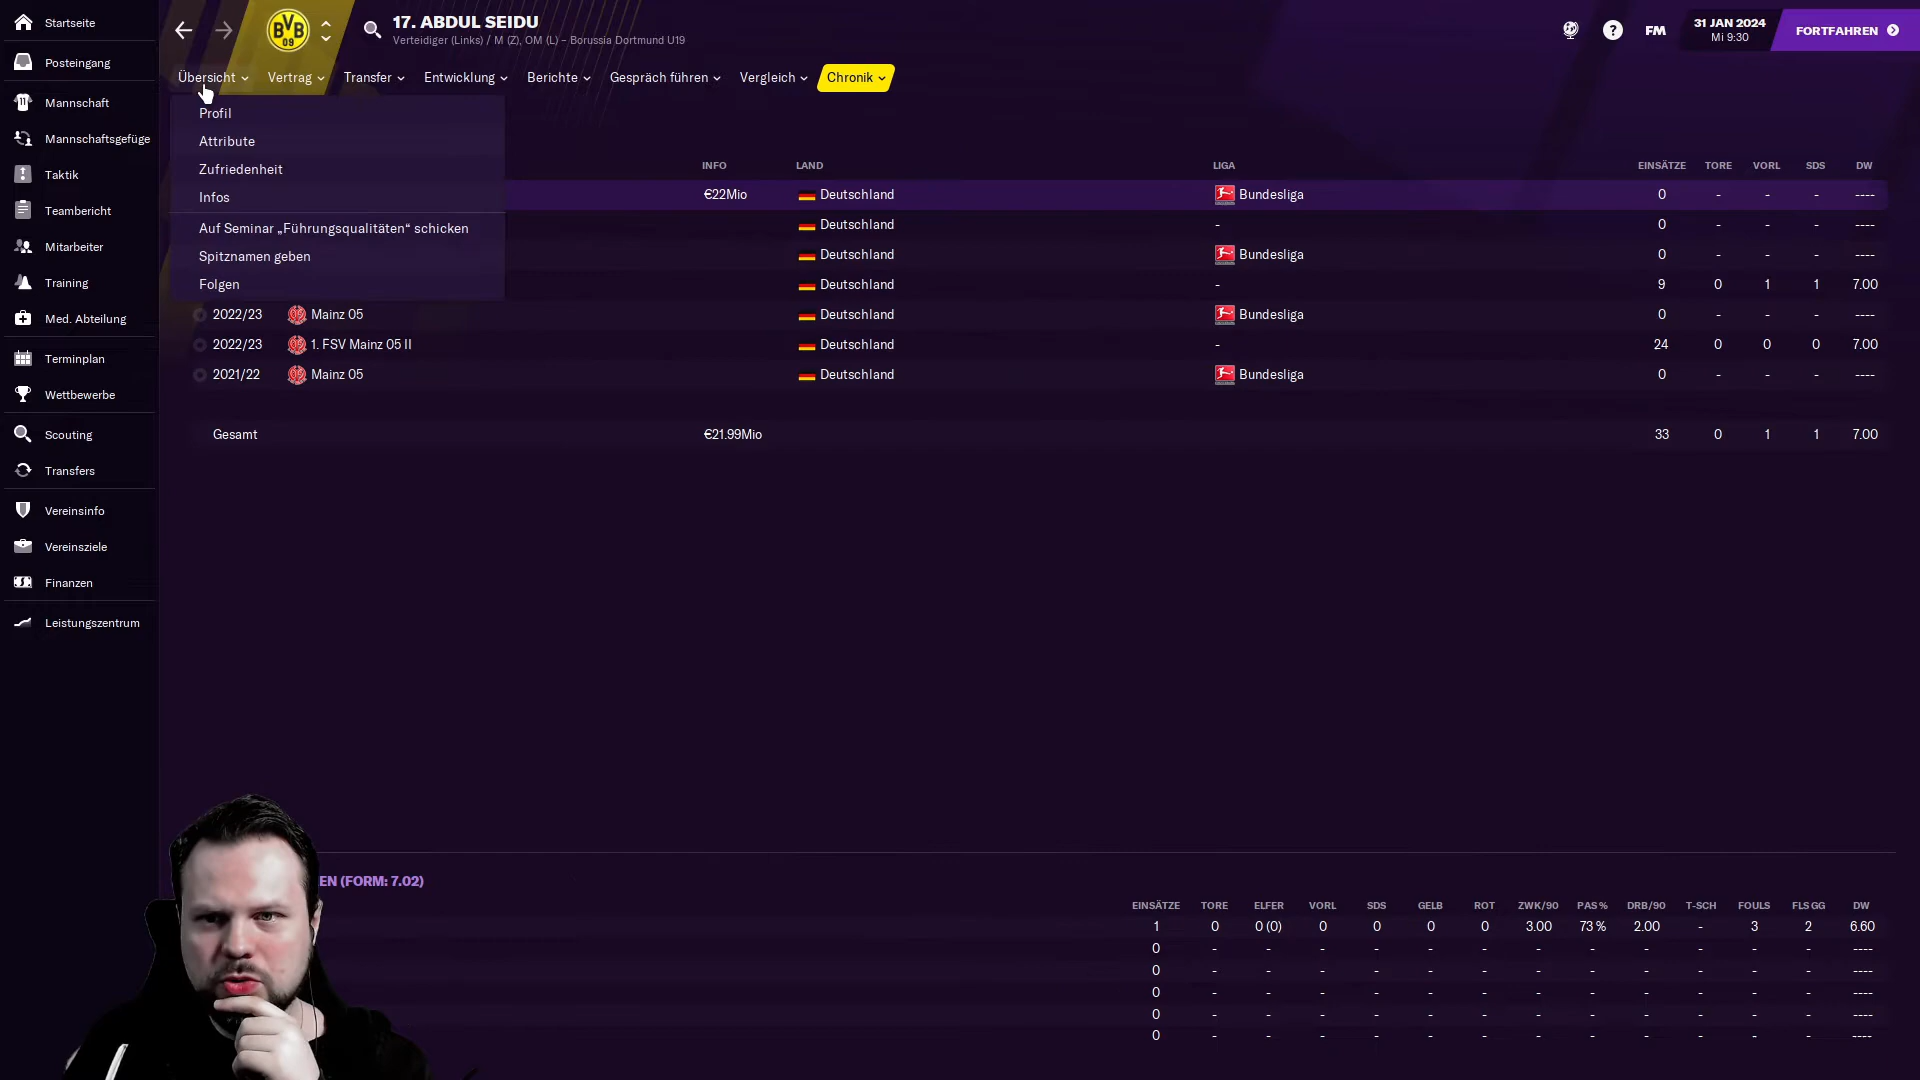 Startseite
Posteingang
Mannschaft
Mannschaftsgefüge
Taktik
Teambericht
Mitarbeiter
Training
Med. Abteilung
Terminplan
Wettbewerbe
Scouting
Transfers
Vereinsinfo
Vereinsziele
Finanzen
Leistungszentrum
BVB 09
17. ABDUL SEIDU
Verteidiger (Links) / M (Z), OM (L) - Borussia Dortmund U19
? FM 31 JAN 2024 FORTFAHREN
Mi 9:30
Übersicht Vertrag Transfer Entwicklung Berichte Gespräch führen Vergleich Chronik
Profil
Attribute
Zufriedenheit
Infos
Auf Seminar „Führungsqualitäten“ schicken
Spitznamen geben
Folgen
INFO LAND LIGA EINSÄTZE TORE VORL SDS DW
€22Mio Deutschland Bundesliga 0 - - - ----
Deutschland - 0 - - - ----
Deutschland Bundesliga 0 - - - ----
Deutschland - 9 0 1 1 7.00
2022/23 Mainz 05 Deutschland Bundesliga 0 - - - ----
2022/23 1. FSV Mainz 05 II Deutschland - 24 0 0 0 7.00
2021/22 Mainz 05 Deutschland Bundesliga 0 - - - ----
Gesamt €21.99Mio 33 0 1 1 7.00
EN (FORM: 7.02)
EINSÄTZE TORE ELFER VORL SDS GELB ROT ZWK/90 PAS % DRB/90 T-SCH FOULS FLS GG DW
1 0 0 (0) 0 0 0 0 3.00 73 % 2.00 - 3 2 6.60
0 - - - - - - - - - - - - ----
0 - - - - - - - - - - - - ----
0 - - - - - - - - - - - - ----
0 - - - - - - - - - - - - ----
0 - - - - - - - - - - - - ----